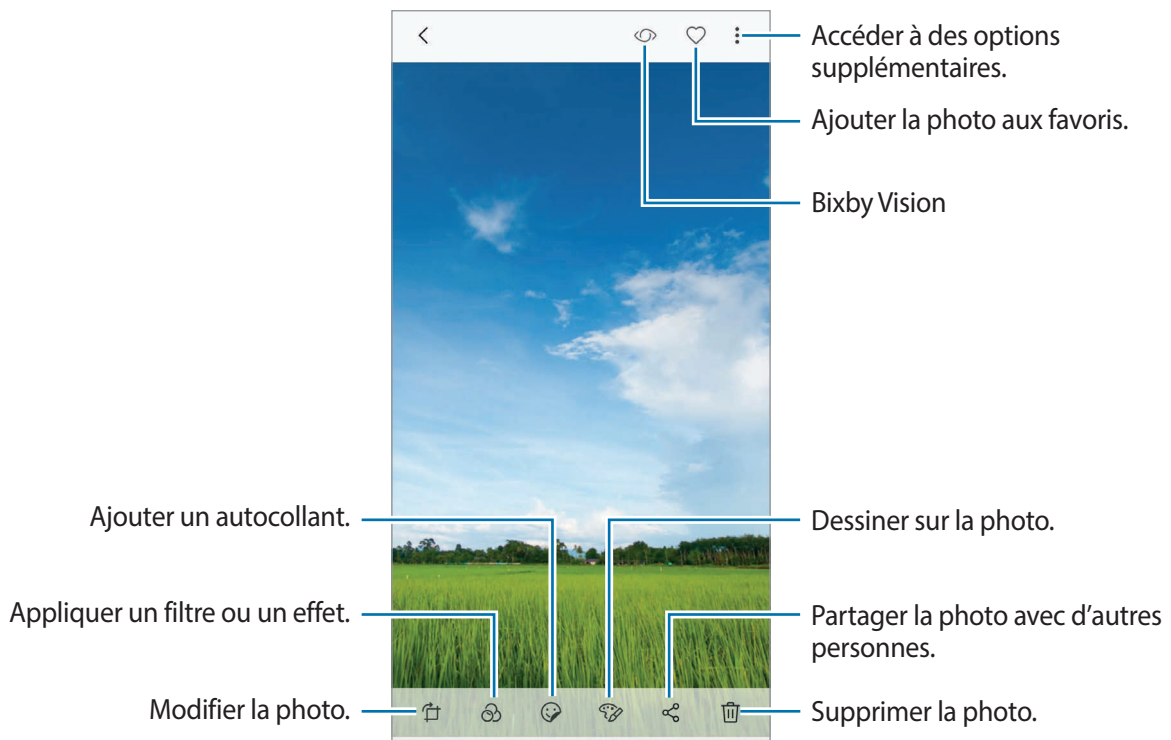 Accéder à des options
supplémentaires.
Ajouter la photo aux favoris.
Bixby Vision
Ajouter un autocollant.
Dessiner sur la photo.
Appliquer un filtre ou un effet.
Partager la photo avec d’autres
personnes.
Modifier la photo.
Supprimer la photo.